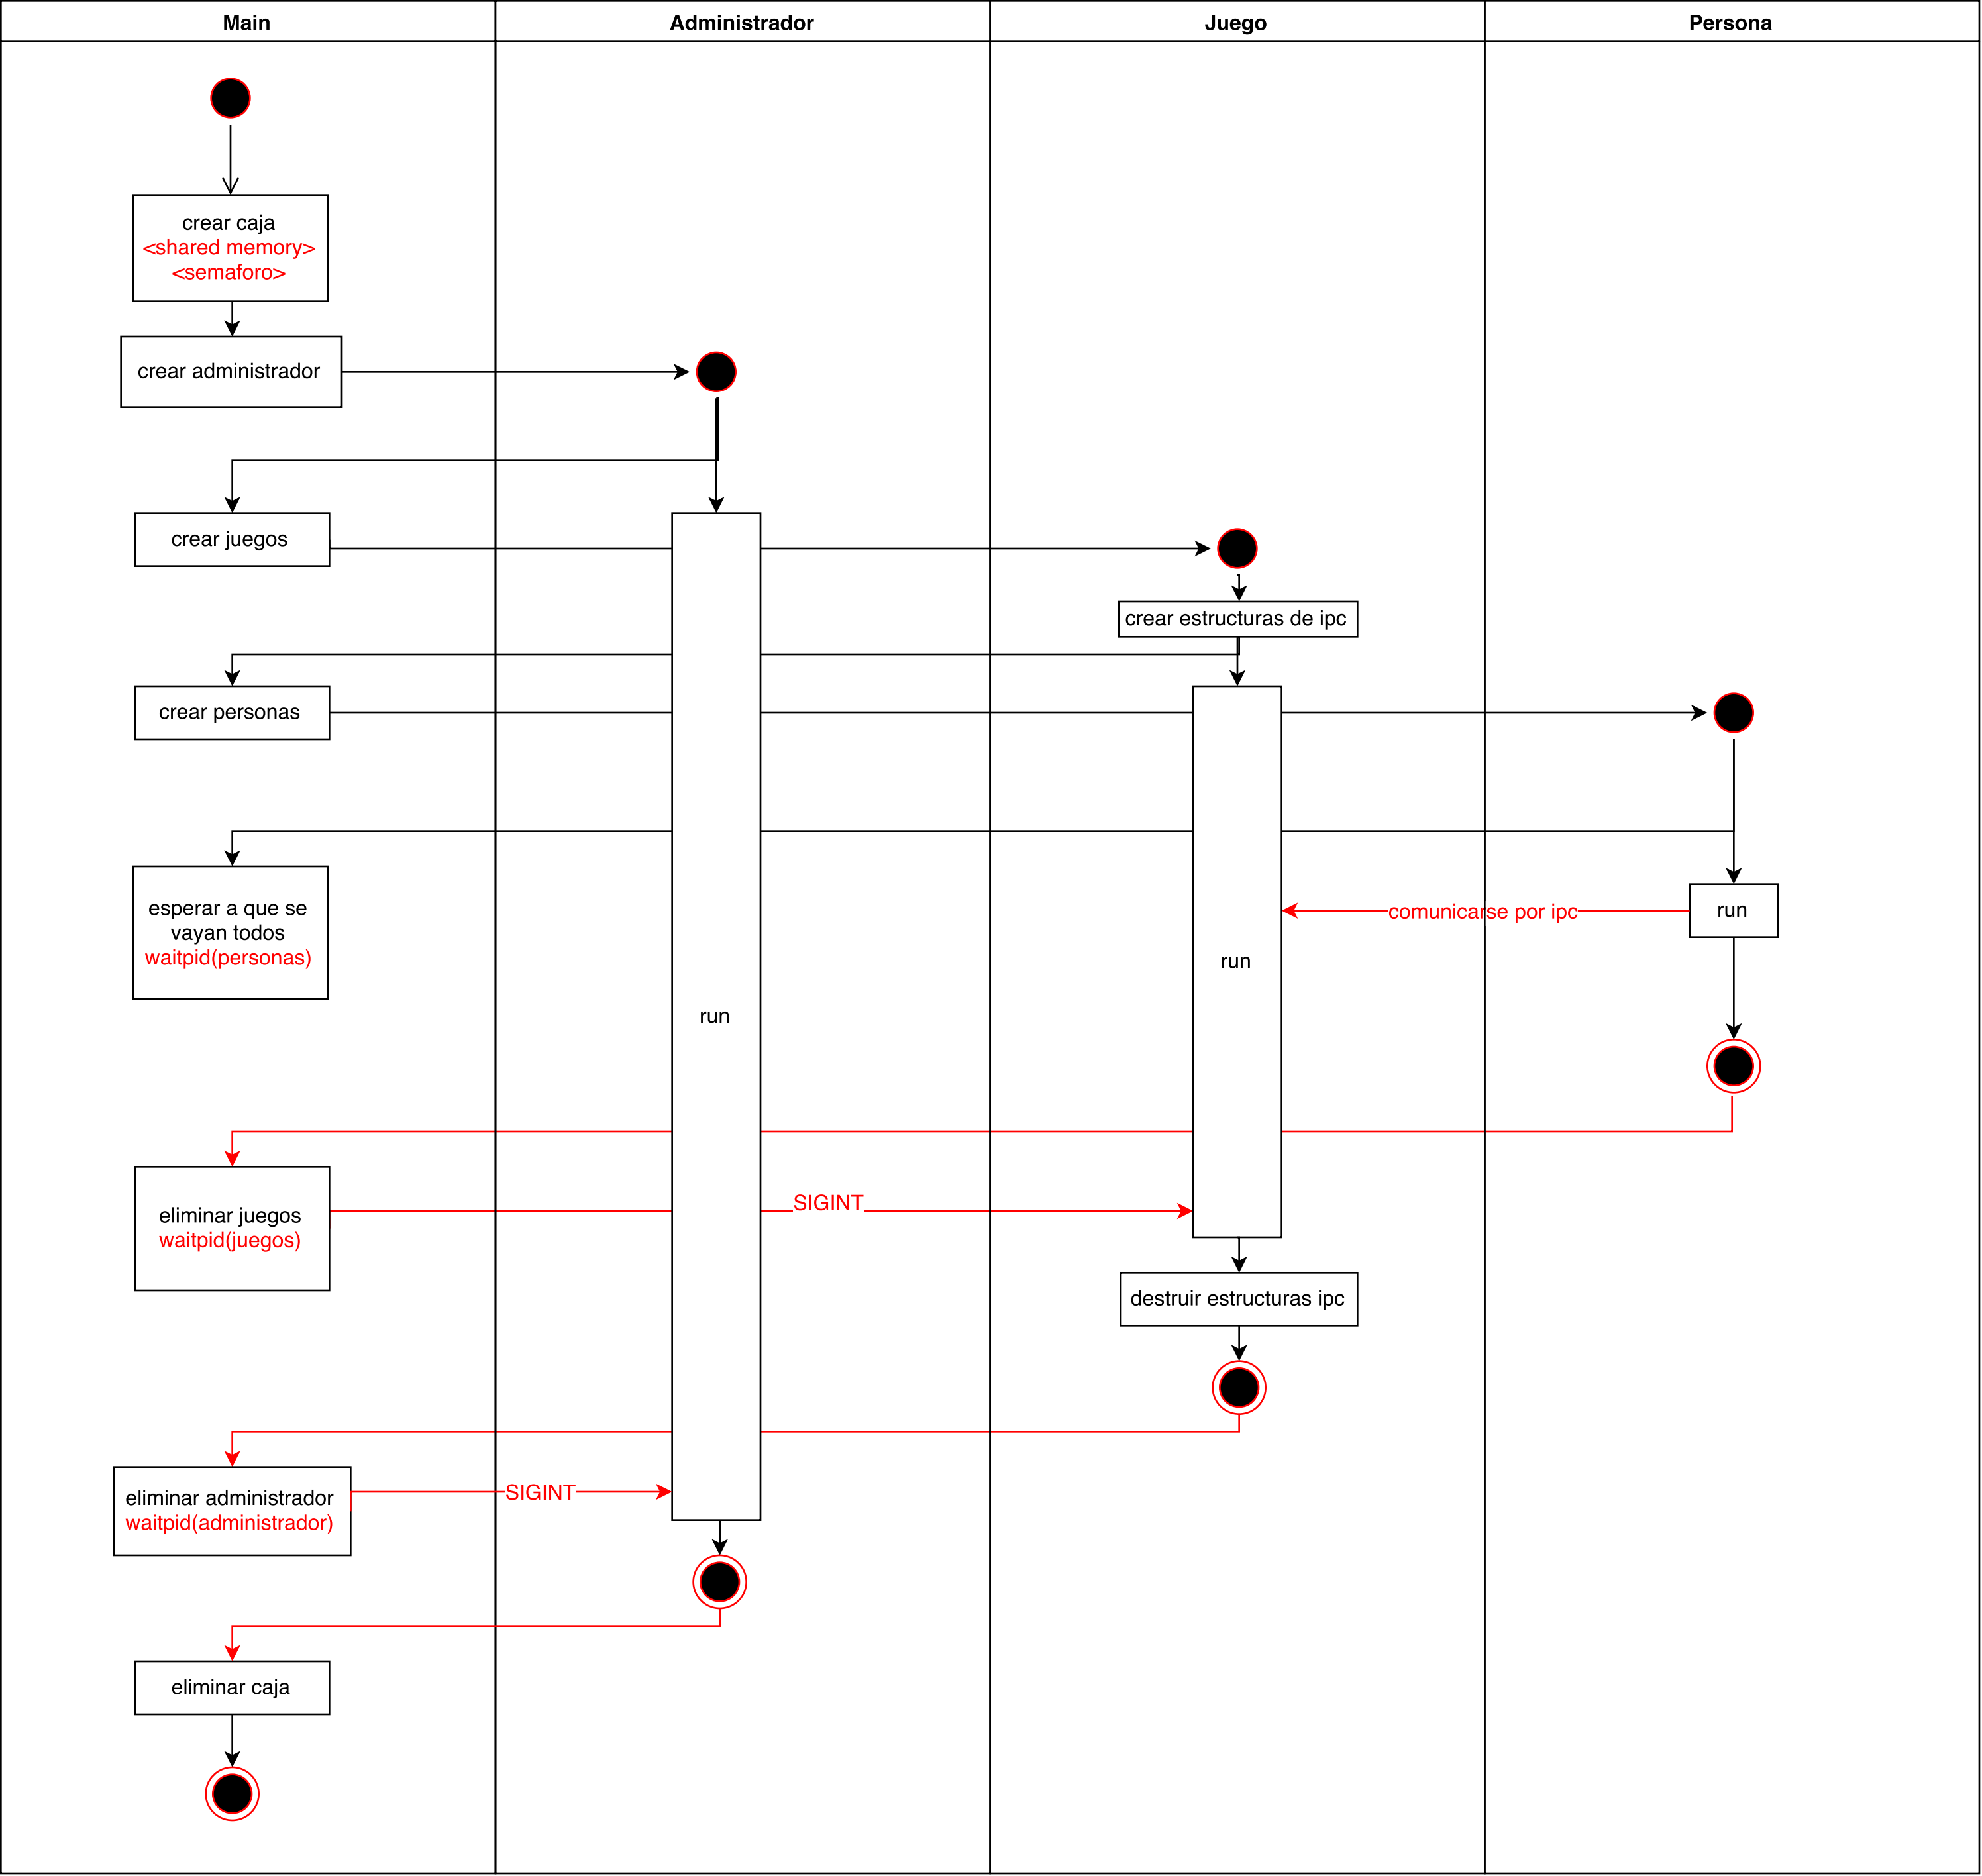 Main
Administrador
Juego
Persona
crear caja
<shared memory>
<semaforo>
crear administrador
crear juegos
crear estructuras de ipc
crear personas
esperar a que se
vayan todos
waitpid(personas)
comunicarse por ipc
run
run
run
eliminar juegos
waitpid(juegos)
SIGINT
destruir estructuras ipc
eliminar administrador
waitpid(administrador)
SIGINT
eliminar caja